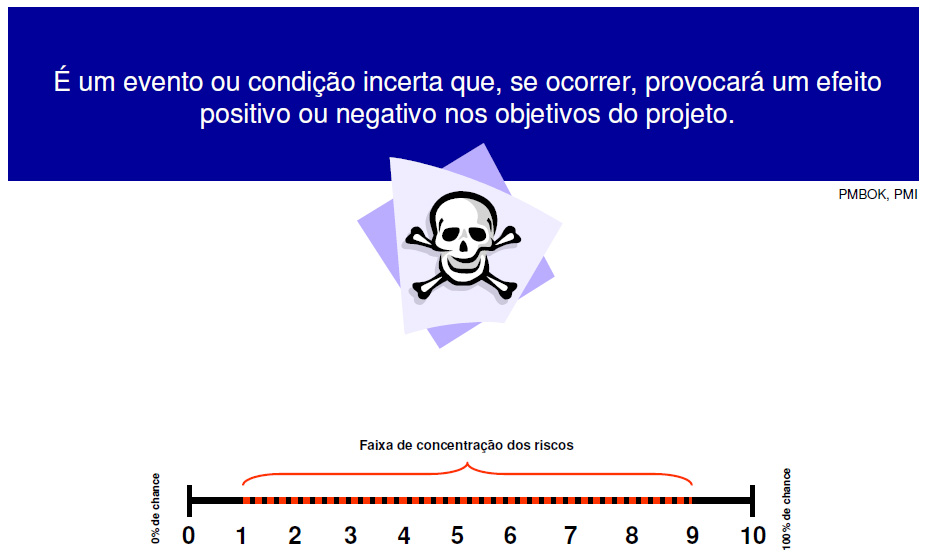 É um evento ou condição incerta que, se ocorrer, provocará um efeito
positivo ou negativo nos objetivos do projeto.
PMBOK, PMI
Faixa de concentração dos riscos
0% de chance
100% de chance
0 1 2 3 4 5 6 7 8 9 10